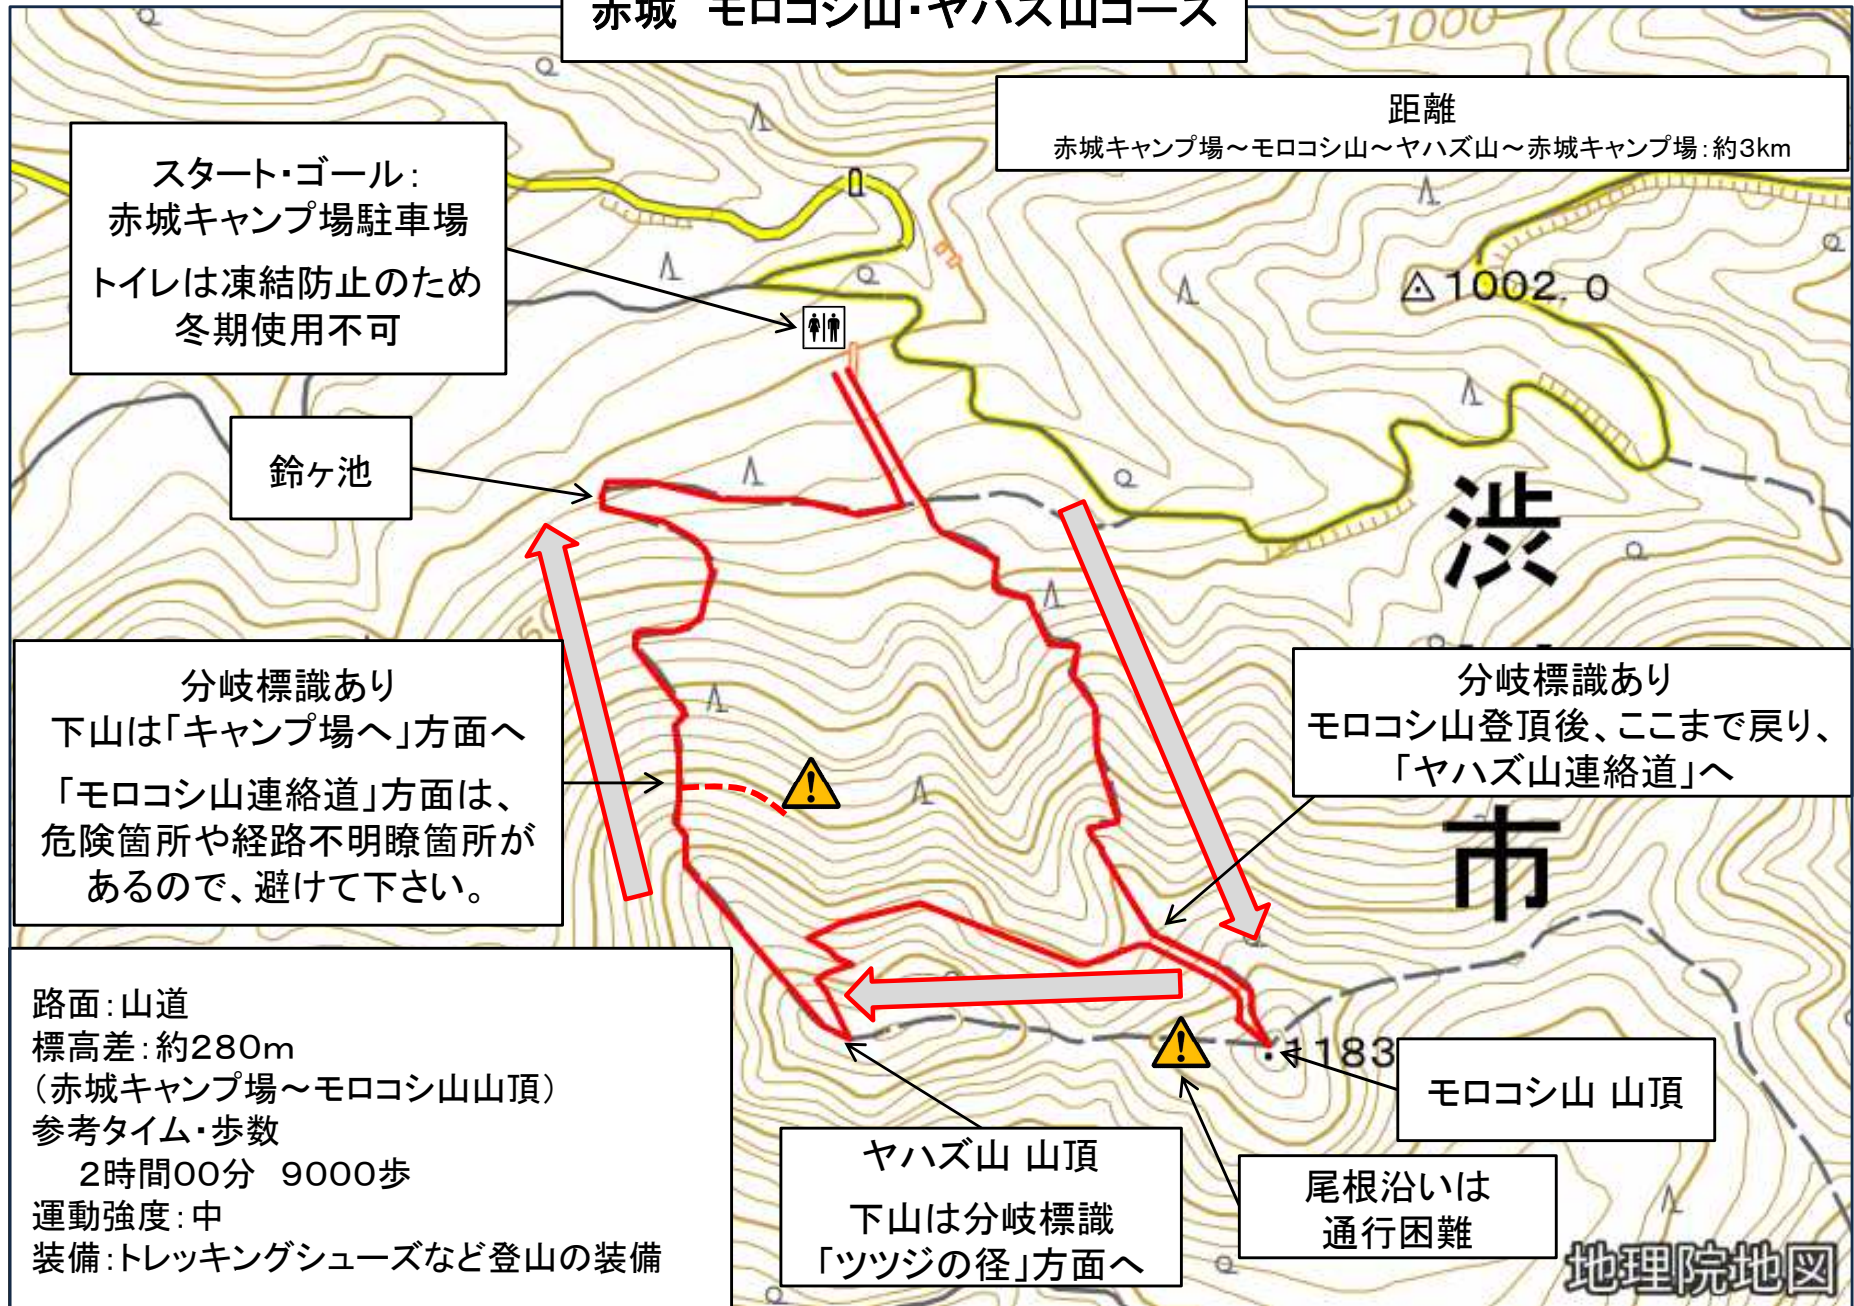 赤城　モロコシ山・ヤハズ山コース
距離
赤城キャンプ場～モロコシ山～ヤハズ山～赤城キャンプ場：約3km
1000
スタート・ゴール：
赤城キャンプ場駐車場
トイレは凍結防止のため
冬期使用不可
1002.0
鈴ヶ池
渋
市
分岐標識あり
下山は「キャンプ場へ」方面へ
「モロコシ山連絡道」方面は、
危険箇所や経路不明瞭箇所が
あるので、避けて下さい。
分岐標識あり
モロコシ山登頂後、ここまで戻り、
「ヤハズ山連絡道」へ
路面：山道
標高差：約280m
（赤城キャンプ場～モロコシ山山頂）
参考タイム・歩数
2時間00分　9000歩
運動強度：中
装備：トレッキングシューズなど登山の装備
1183
モロコシ山 山頂
ヤハズ山 山頂
下山は分岐標識
「ツツジの径」方面へ
尾根沿いは
通行困難
地理院地図